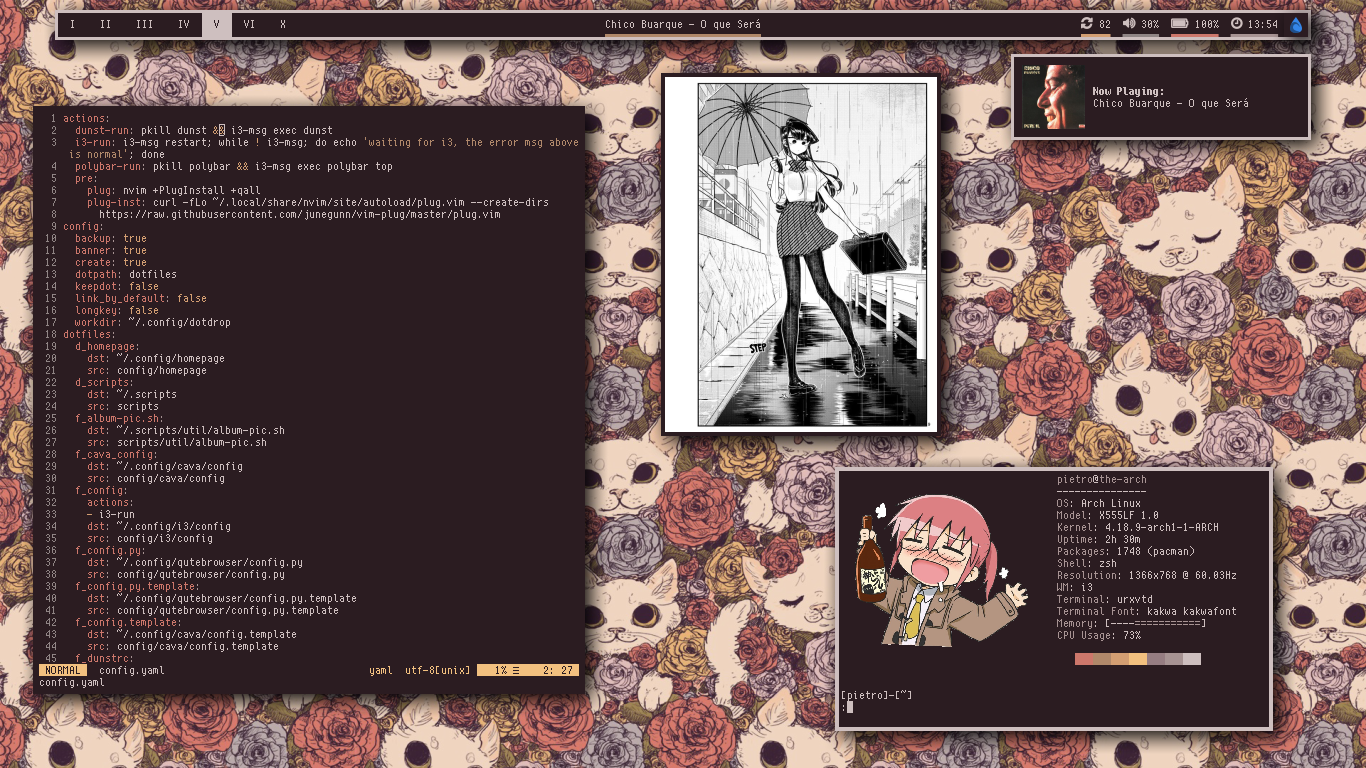 I II III IV V VI X
Chico Buarque - O que Será
82 30% 100% 13:54
Now Playing:
Chico Buarque - O que Será
1 actions:
2 dunst-run: pkill dunst && i3-msg exec dunst
3 i3-run: i3-msg restart; while ! i3-msg; do echo 'waiting for i3, the error msg above
is normal'; done
4 polybar-run: pkill polybar && i3-msg exec polybar top
5 pre:
6 plug: nvim +PlugInstall +qall
7 plug-inst: curl -fLo ~/.local/share/nvim/site/autoload/plug.vim --create-dirs
8 https://raw.githubusercontent.com/junegunn/vim-plug/master/plug.vim
9 config:
10 backup: true
11 banner: true
12 create: true
13 dotpath: dotfiles
14 keepdot: false
15 link_by_default: false
16 longkey: false
17 workdir: ~/.config/dotdrop
18 dotfiles:
19 d_homepage:
20 dst: ~/.config/homepage
21 src: config/homepage
22 d_scripts:
23 dst: ~/.scripts
24 src: scripts
25 f_album-pic.sh:
26 dst: ~/.scripts/util/album-pic.sh
27 src: scripts/util/album-pic.sh
28 f_cava_config:
29 dst: ~/.config/cava/config
30 src: config/cava/config
31 f_config:
32 actions:
33 - i3-run
34 dst: ~/.config/i3/config
35 src: config/i3/config
36 f_config.py:
37 dst: ~/.config/qutebrowser/config.py
38 src: config/qutebrowser/config.py
39 f_config.py.template:
40 dst: ~/.config/qutebrowser/config.py.template
41 src: config/qutebrowser/config.py.template
42 f_config.template:
43 dst: ~/.config/cava/config.template
44 src: config/cava/config.template
45 f_dunstrc:
NORMAL config.yaml yaml utf-8[unix] 1% ☰ 2: 27
config.yaml
STEP
pietro@the-arch
---------------
OS: Arch Linux
Model: X555LF 1.0
Kernel: 4.18.9-arch1-1-ARCH
Uptime: 2h 30m
Packages: 1748 (pacman)
Shell: zsh
Resolution: 1366x768 @ 60.03Hz
WM: i3
Terminal: urxvtd
Terminal Font: kakwa kakwafont
Memory: [----===========]
CPU Usage: 73%
[pietro]-[~]
: